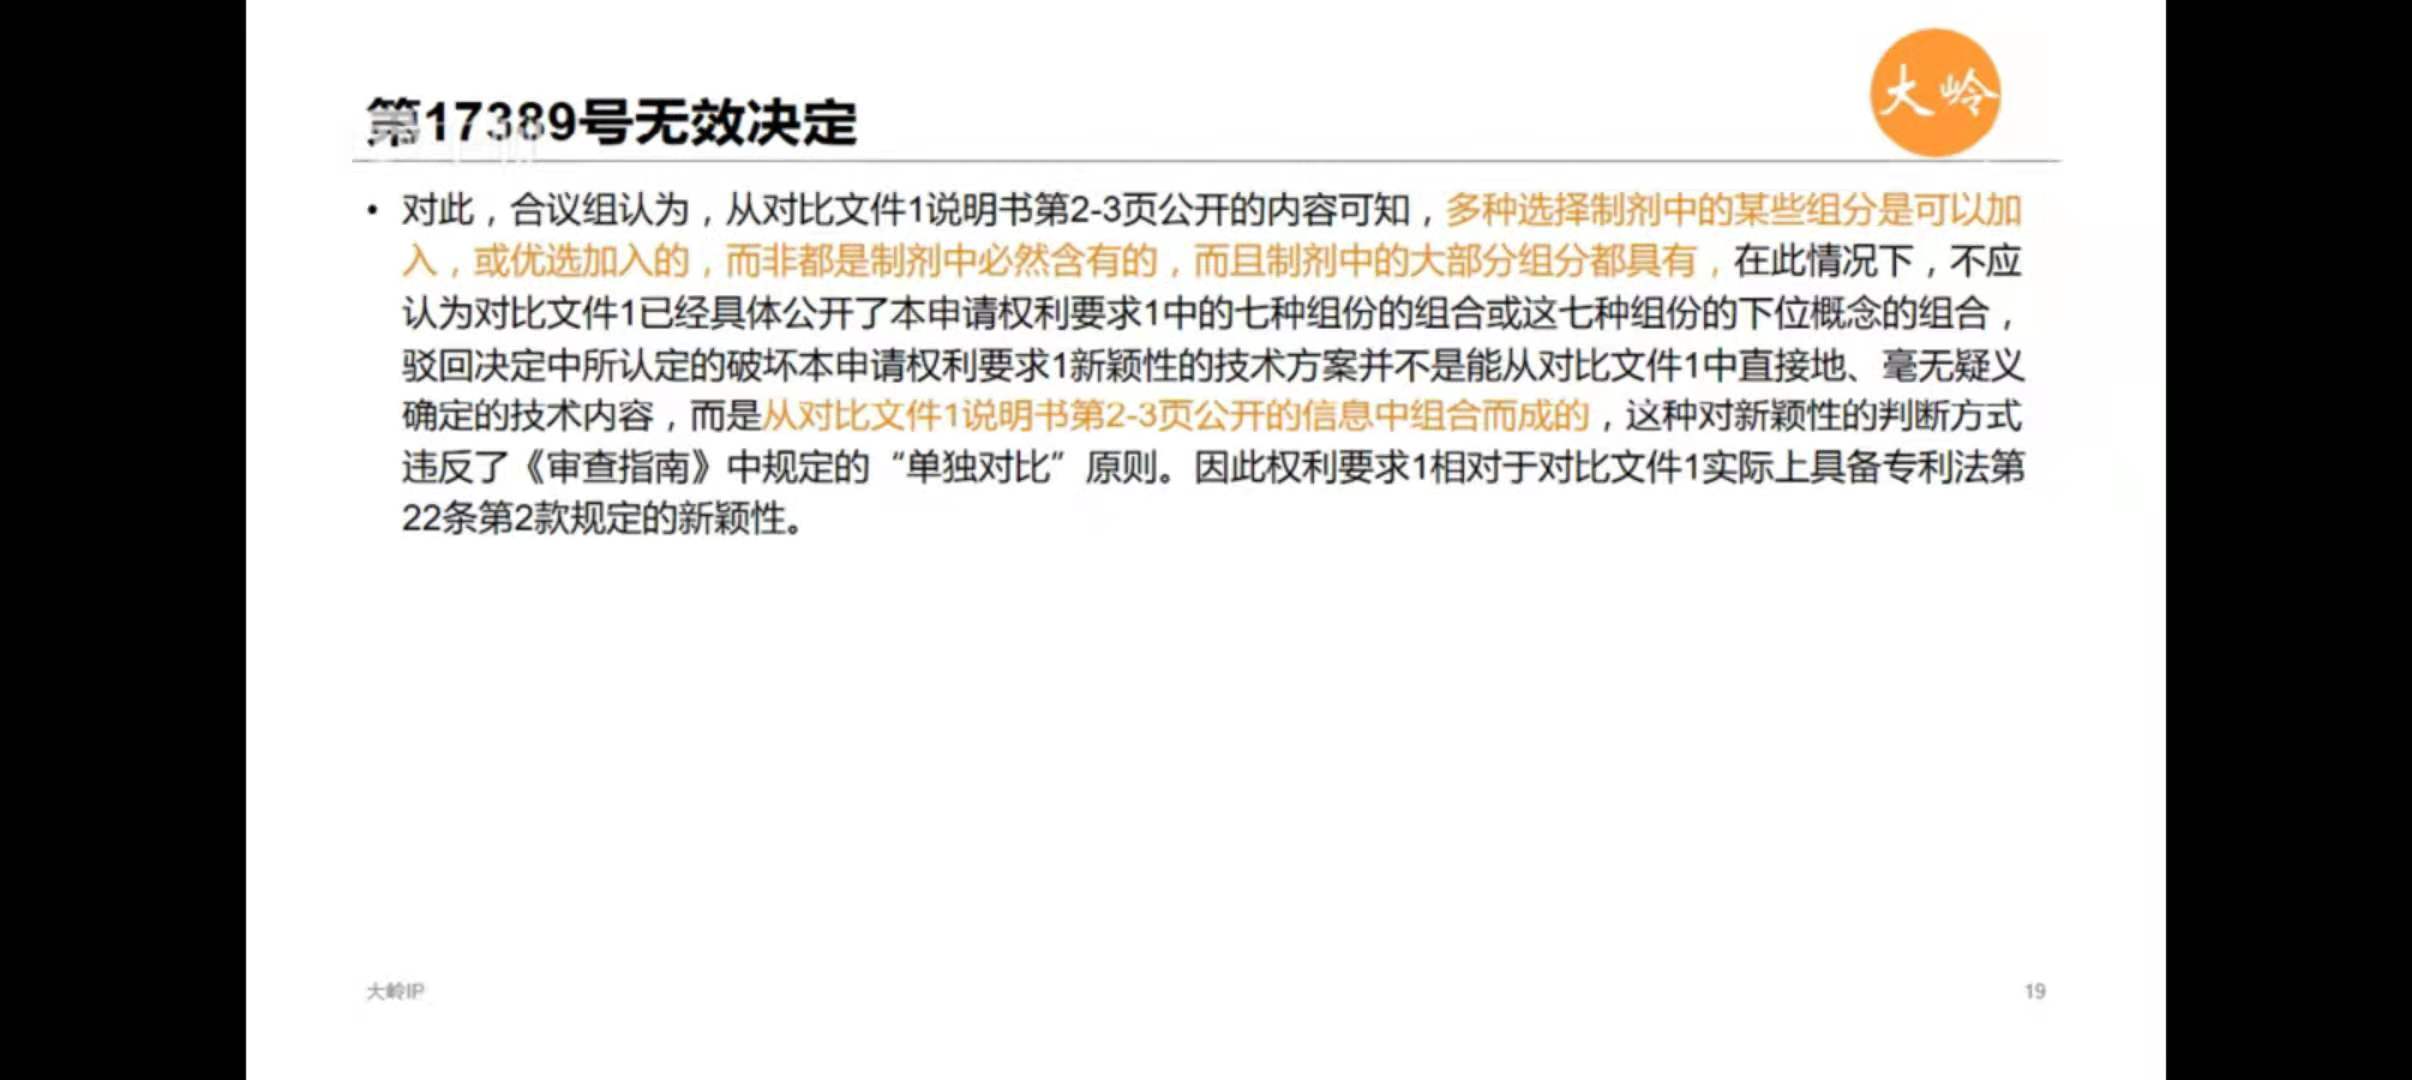 大岭
第17389号无效决定
• 对此，合议组认为，从对比文件1说明书第2-3页公开的内容可知，多种选择制剂中的某些组分是可以加
入，或优选加入的，而非都是制剂中必然含有的，而且制剂中的大部分组分都具有，在此情况下，不应
认为对比文件1已经具体公开了本申请权利要求1中的七种组份的组合或这七种组份的下位概念的组合，
驳回决定中所认定的破坏本申请权利要求1新颖性的技术方案并不是能从对比文件1中直接地、毫无疑义
确定的技术内容，而是从对比文件1说明书第2-3页公开的信息中组合而成的，这种对新颖性的判断方式
违反了《审查指南》中规定的“单独对比”原则。因此权利要求1相对于对比文件1实际上具备专利法第
22条第2款规定的新颖性。
大岭IP
19